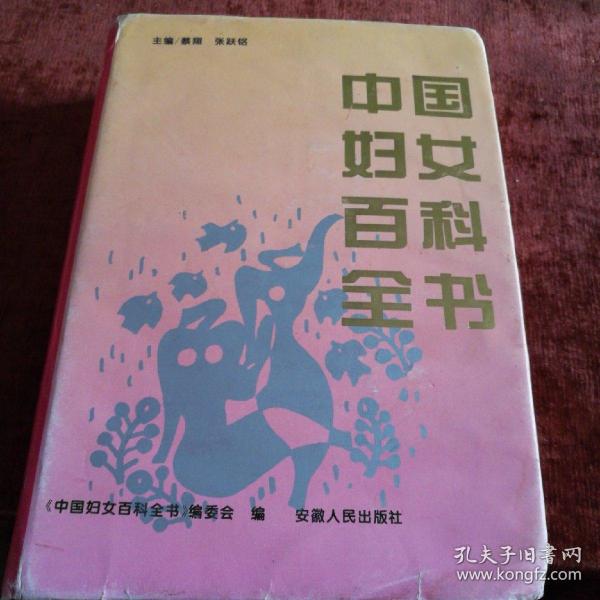 主编/蔡翔 张跃铭
中国
妇女
百科
全书
《中国妇女百科全书》编委会 编 安徽人民出版社
孔夫子旧书网
www.kongfz.com